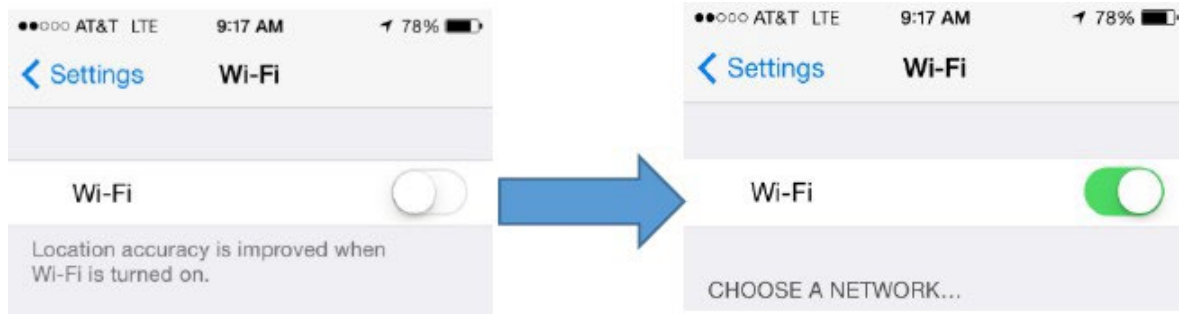 ●●○○○ AT&T LTE 9:17 AM 78%
Settings Wi-Fi
Wi-Fi
Location accuracy is improved when
Wi-Fi is turned on.
●●○○○ AT&T LTE 9:17 AM 78%
Settings Wi-Fi
Wi-Fi
CHOOSE A NETWORK...